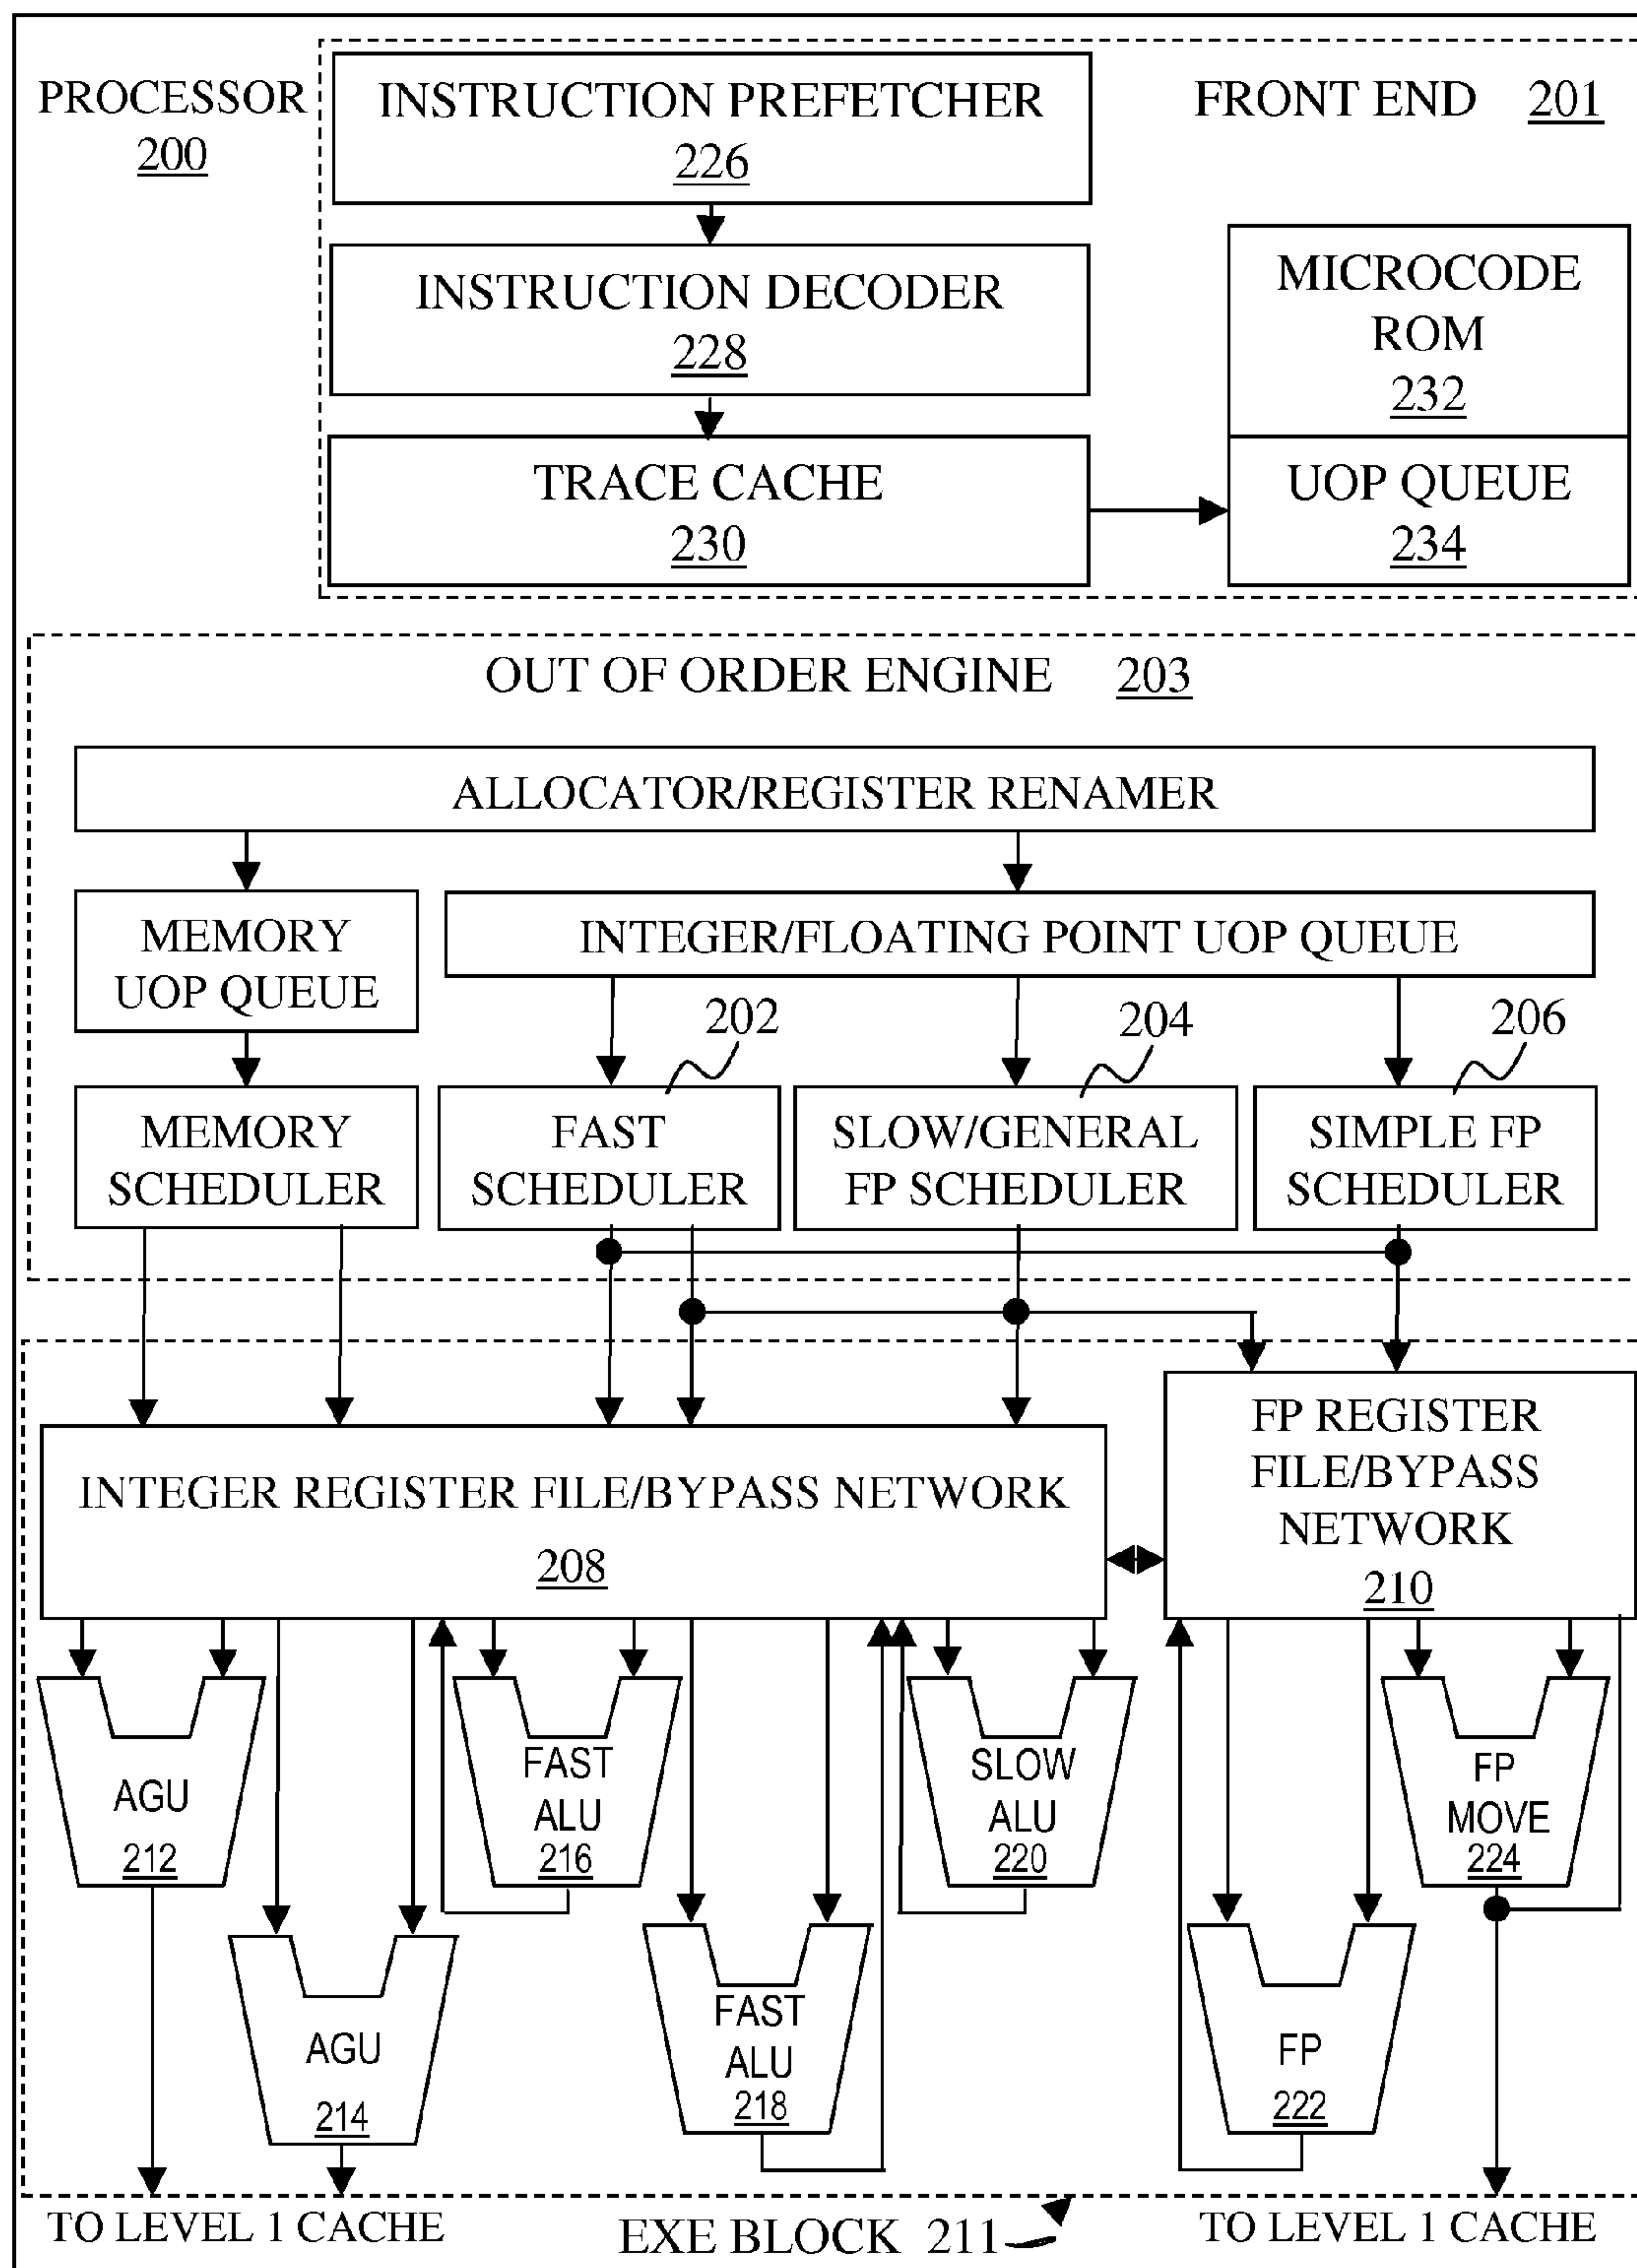 PROCESSOR
200
INSTRUCTION PREFETCHER
226
FRONT END 201
INSTRUCTION DECODER
228
MICROCODE
ROM
232
TRACE CACHE
230
UOP QUEUE
234
OUT OF ORDER ENGINE 203
ALLOCATOR/REGISTER RENAMER
MEMORY
UOP QUEUE
INTEGER/FLOATING POINT UOP QUEUE
202
204
206
MEMORY
SCHEDULER
FAST
SCHEDULER
SLOW/GENERAL
FP SCHEDULER
SIMPLE FP
SCHEDULER
INTEGER REGISTER FILE/BYPASS NETWORK
208
FP REGISTER
FILE/BYPASS
NETWORK
210
AGU
212
FAST
ALU
216
SLOW
ALU
220
FP
MOVE
224
AGU
214
FAST
ALU
218
FP
222
TO LEVEL 1 CACHE
EXE BLOCK 211
TO LEVEL 1 CACHE